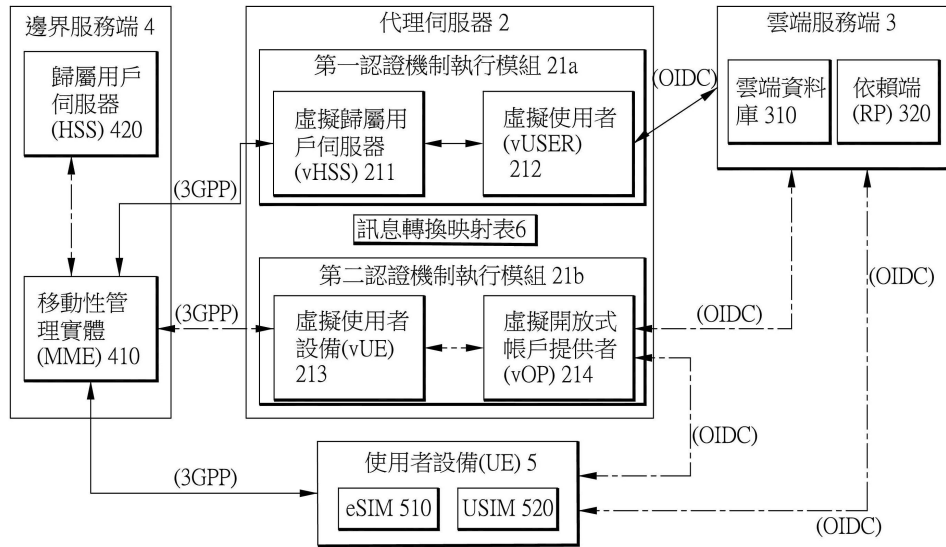 邊界服務端 4
歸屬用戶
伺服器
(HSS) 420
移動性管
理實體
(MME) 410
代理伺服器 2
第一認證機制執行模組 21a
虛擬歸屬用
戶伺服器
(vHSS) 211
虛擬使用者
(vUSER)
212
訊息轉換映射表6
第二認證機制執行模組 21b
虛擬使用者
設備(vUE)
213
虛擬開放式
帳戶提供者
(vOP) 214
雲端服務端 3
雲端資料
庫 310
依賴端
(RP) 320
(3GPP)
(OIDC)
(3GPP)
(OIDC)
(OIDC)
(OIDC)
(3GPP)
(OIDC)
使用者設備(UE) 5
eSIM 510
USIM 520